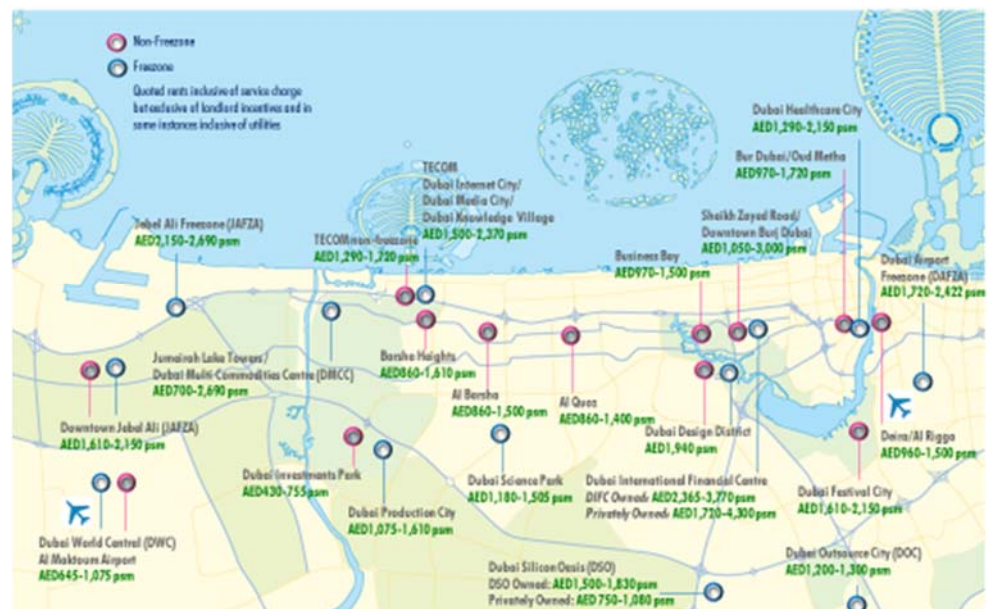 Non-Freezone
Freezone
Quoted rents inclusive of service charge
but exclusive of landlord incentives and in
some instances inclusive of utilities
Dubai Healthcare City
AED1,290-2,150 psm
Bur Dubai/Oud Metha
AED970-1,720 psm
TECOM
Dubai Internet City/
Dubai Media City/
Dubai Knowledge Village
AED1,500-2,370 psm
Jebel Ali Freezone (JAFZA)
AED2,150-2,690 psm
TECOM non-freezone
AED1,290-1,720 psm
Sheikh Zayed Road/
Downtown Burj Dubai
AED1,050-3,000 psm
Business Bay
AED970-1,500 psm
Dubai Airport
Freezone (DAFZA)
AED1,720-2,422 psm
Jumeirah Lake Towers/
Dubai Multi-Commodities Centre (DMCC)
AED700-2,690 psm
Barsha Heights
AED860-1,610 psm
Al Barsha
AED860-1,500 psm
Al Quoz
AED860-1,400 psm
Downtown Jebel Ali (JAFZA)
AED1,610-2,150 psm
Dubai Design District
AED1,940 psm
Deira/Al Rigga
AED960-1,500 psm
Dubai Investments Park
AED430-755 psm
Dubai Science Park
AED1,180-1,505 psm
Dubai International Financial Centre
DIFC Owned: AED2,365-3,770 psm
Privately Owned: AED1,720-4,300 psm
Dubai Festival City
AED1,610-2,150 psm
Dubai Production City
AED1,075-1,610 psm
Dubai World Central (DWC)
Al Maktoum Airport
AED645-1,075 psm
Dubai Silicon Oasis (DSO)
DSO Owned: AED1,500-1,830 psm
Privately Owned: AED 750-1,080 psm
Dubai Outsource City (DOC)
AED1,200-1,300 psm